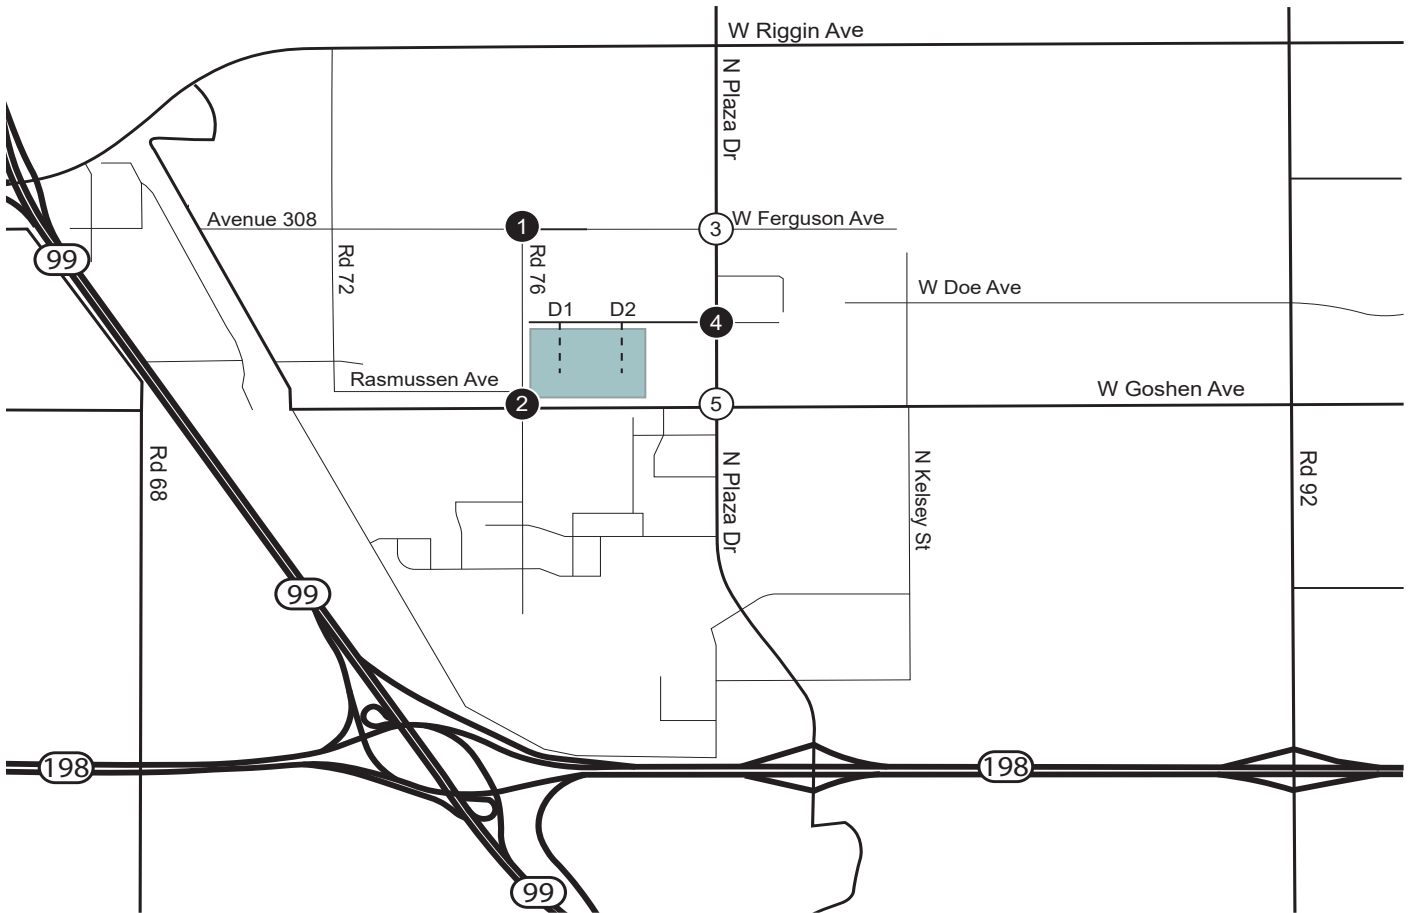 W Riggin Ave
N Plaza Dr
Avenue 308
1
3
W Ferguson Ave
99
Rd 72
Rd 76
W Doe Ave
D1
D2
4
Rasmussen Ave
2
5
W Goshen Ave
Rd 68
N Plaza Dr
N Kelsey St
Rd 92
99
198
198
99